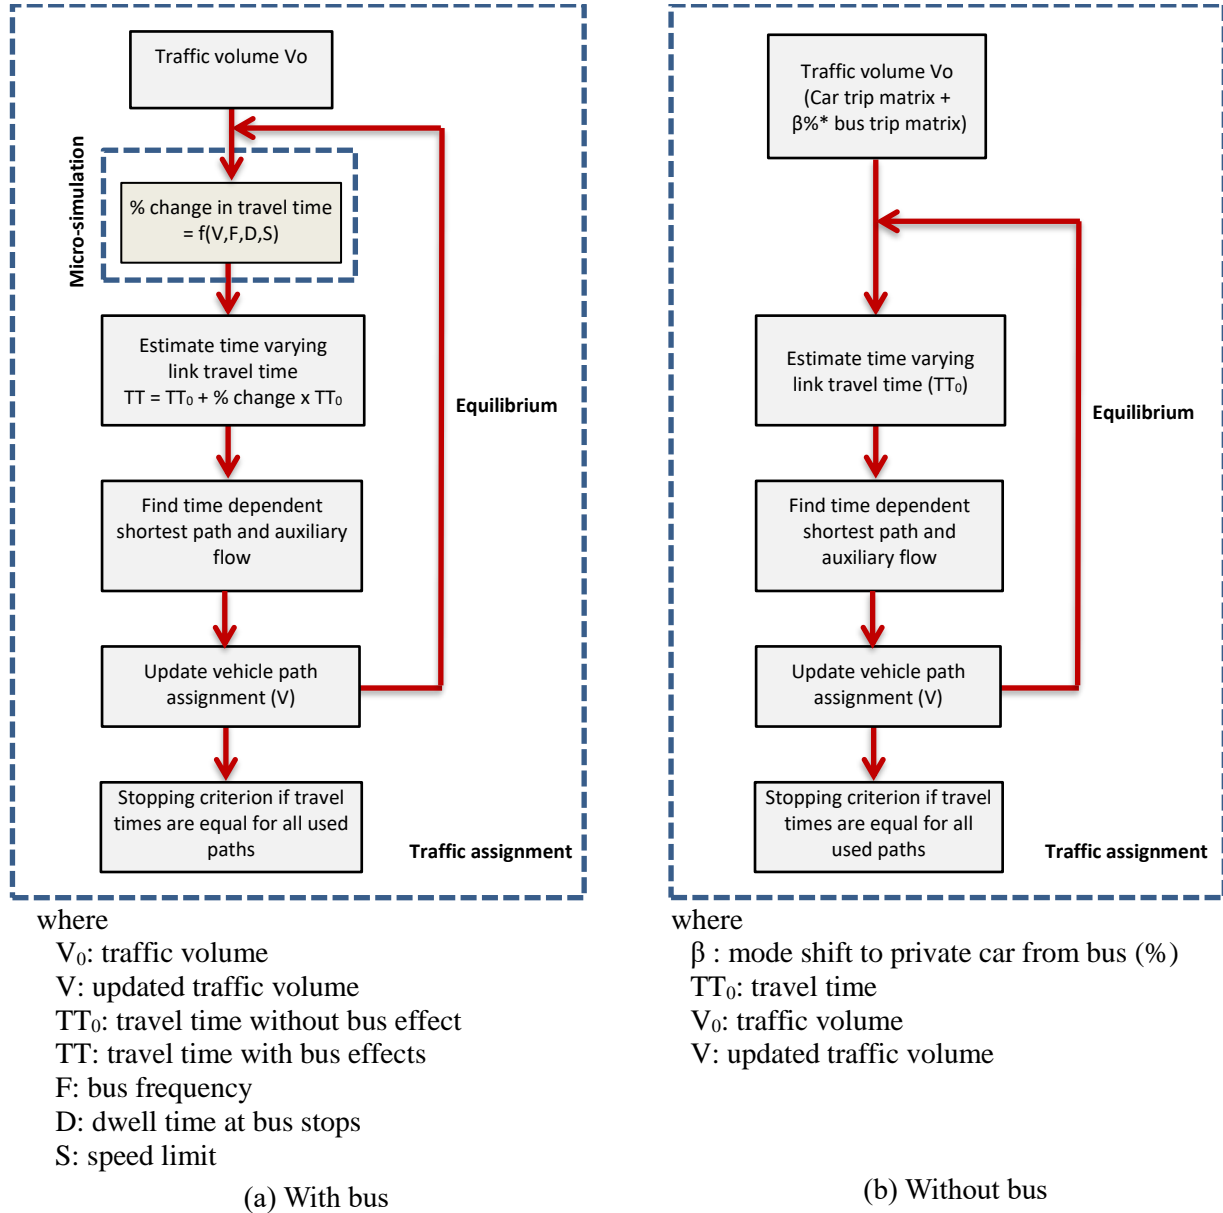 Traffic volume Vo
Micro-simulation
% change in travel time
= f(V,F,D,S)
Estimate time varying
link travel time
TT = TT₀ + % change x TT₀
Equilibrium
Find time dependent
shortest path and auxiliary
flow
Update vehicle path
assignment (V)
Stopping criterion if travel
times are equal for all used
paths
Traffic assignment
where
V₀: traffic volume
V: updated traffic volume
TT₀: travel time without bus effect
TT: travel time with bus effects
F: bus frequency
D: dwell time at bus stops
S: speed limit
(a) With bus
Traffic volume Vo
(Car trip matrix +
β%* bus trip matrix)
Estimate time varying
link travel time (TT₀)
Equilibrium
Find time dependent
shortest path and
auxiliary flow
Update vehicle path
assignment (V)
Stopping criterion if travel
times are equal for all
used paths
Traffic assignment
where
β : mode shift to private car from bus (%)
TT₀: travel time
V₀: traffic volume
V: updated traffic volume
(b) Without bus